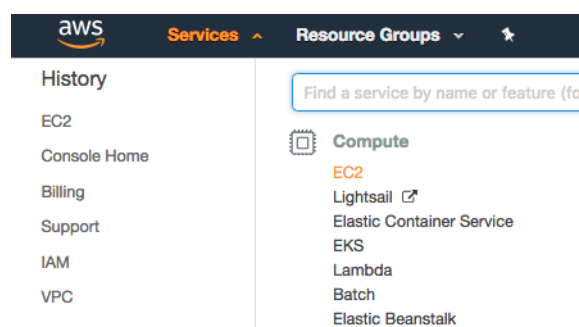 aws
Services
Resource Groups
History
EC2
Console Home
Billing
Support
IAM
VPC
Find a service by name or feature (fo
Compute
EC2
Lightsail
Elastic Container Service
EKS
Lambda
Batch
Elastic Beanstalk